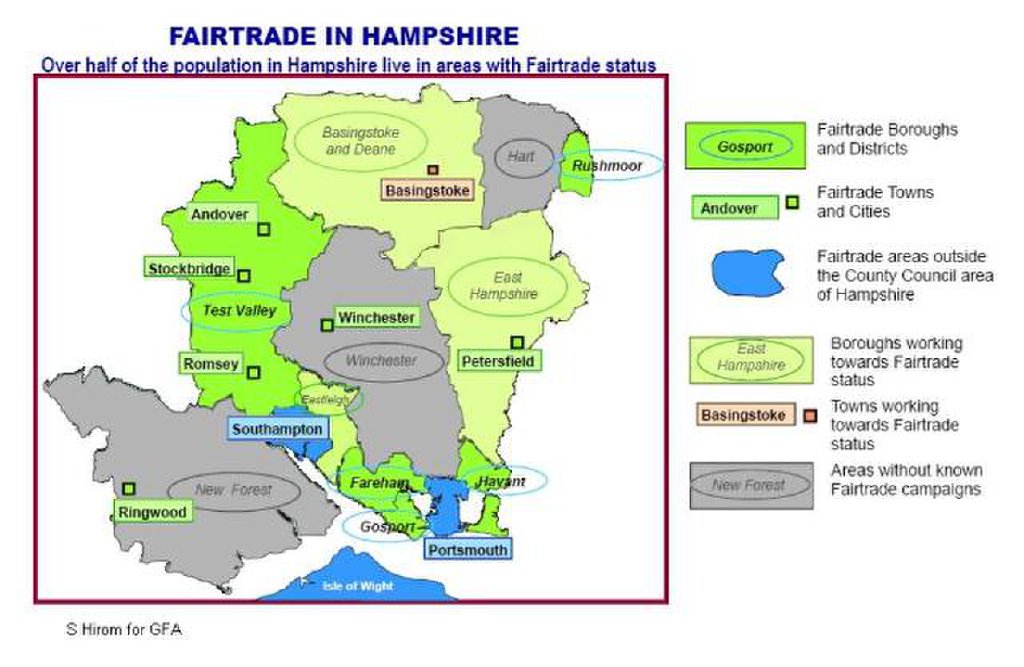 FAIRTRADE IN HAMPSHIRE
Over half of the population in Hampshire live in areas with Fairtrade status
Basingstoke
and Deane
Hart
Rushmoor
Basingstoke
Andover
Stockbridge
East
Hampshire
Test Valley
Winchester
Winchester
Petersfield
Romsey
Eastleigh
Southampton
New Forest
Fareham
Havant
Ringwood
Gosport
Portsmouth
Isle of Wight
Gosport
Fairtrade Boroughs
and Districts
Andover
Fairtrade Towns
and Cities
Fairtrade areas outside
the County Council area
of Hampshire
East
Hampshire
Boroughs working
towards Fairtrade
status
Basingstoke
Towns working
towards Fairtrade
status
New Forest
Areas without known
Fairtrade campaigns
S Hirom for GFA